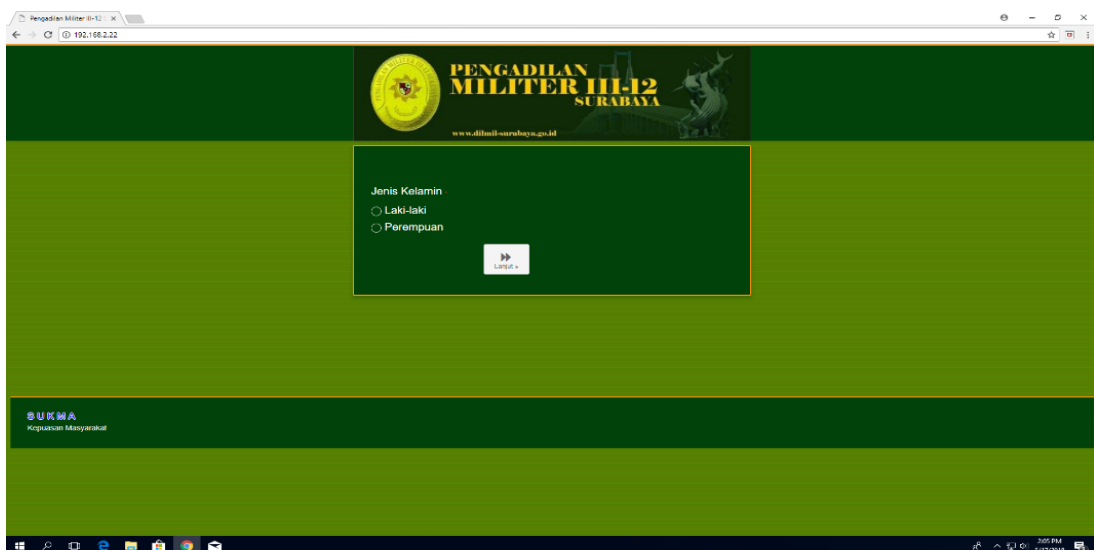 Pengadilan Militer III-12
192.168.2.22
PENGADILAN
MILITER III-12
SURABAYA
www.dilmil-surabaya.go.id
Jenis Kelamin
Laki-laki
Perempuan
Lanjut »
SUKMA
Kepuasan Masyarakat
2:05 PM